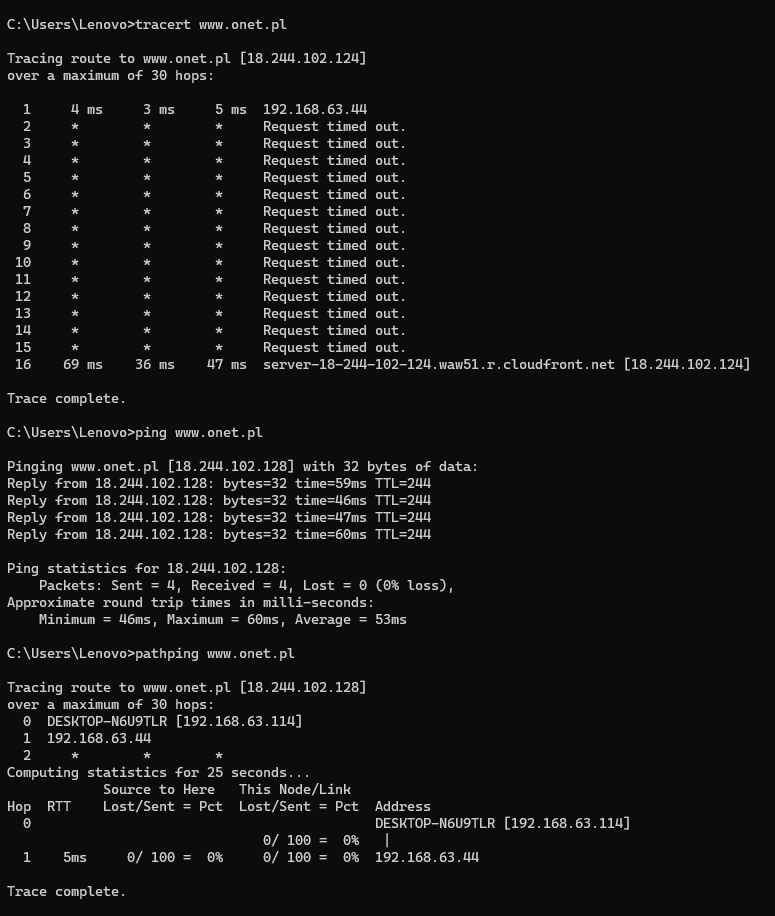 C:\Users\Lenovo>tracert www.onet.pl
Tracing route to www.onet.pl [18.244.102.124]
over a maximum of 30 hops:
  1     4 ms     3 ms     5 ms  192.168.63.44
  2     *        *        *     Request timed out.
  3     *        *        *     Request timed out.
  4     *        *        *     Request timed out.
  5     *        *        *     Request timed out.
  6     *        *        *     Request timed out.
  7     *        *        *     Request timed out.
  8     *        *        *     Request timed out.
  9     *        *        *     Request timed out.
 10     *        *        *     Request timed out.
 11     *        *        *     Request timed out.
 12     *        *        *     Request timed out.
 13     *        *        *     Request timed out.
 14     *        *        *     Request timed out.
 15     *        *        *     Request timed out.
 16    69 ms    36 ms    47 ms  server-18-244-102-124.waw51.r.cloudfront.net [18.244.102.124]
Trace complete.
C:\Users\Lenovo>ping www.onet.pl
Pinging www.onet.pl [18.244.102.128] with 32 bytes of data:
Reply from 18.244.102.128: bytes=32 time=59ms TTL=244
Reply from 18.244.102.128: bytes=32 time=46ms TTL=244
Reply from 18.244.102.128: bytes=32 time=47ms TTL=244
Reply from 18.244.102.128: bytes=32 time=60ms TTL=244
Ping statistics for 18.244.102.128:
    Packets: Sent = 4, Received = 4, Lost = 0 (0% loss),
Approximate round trip times in milli-seconds:
    Minimum = 46ms, Maximum = 60ms, Average = 53ms
C:\Users\Lenovo>pathping www.onet.pl
Tracing route to www.onet.pl [18.244.102.128]
over a maximum of 30 hops:
  0  DESKTOP-N6U9TLR [192.168.63.114]
  1  192.168.63.44
  2     *        *        *
Computing statistics for 25 seconds...
            Source to Here   This Node/Link
Hop  RTT    Lost/Sent = Pct  Lost/Sent = Pct  Address
  0                                           DESKTOP-N6U9TLR [192.168.63.114]
                                0/ 100 =  0%   |
  1    5ms     0/ 100 =  0%     0/ 100 =  0%  192.168.63.44
Trace complete.